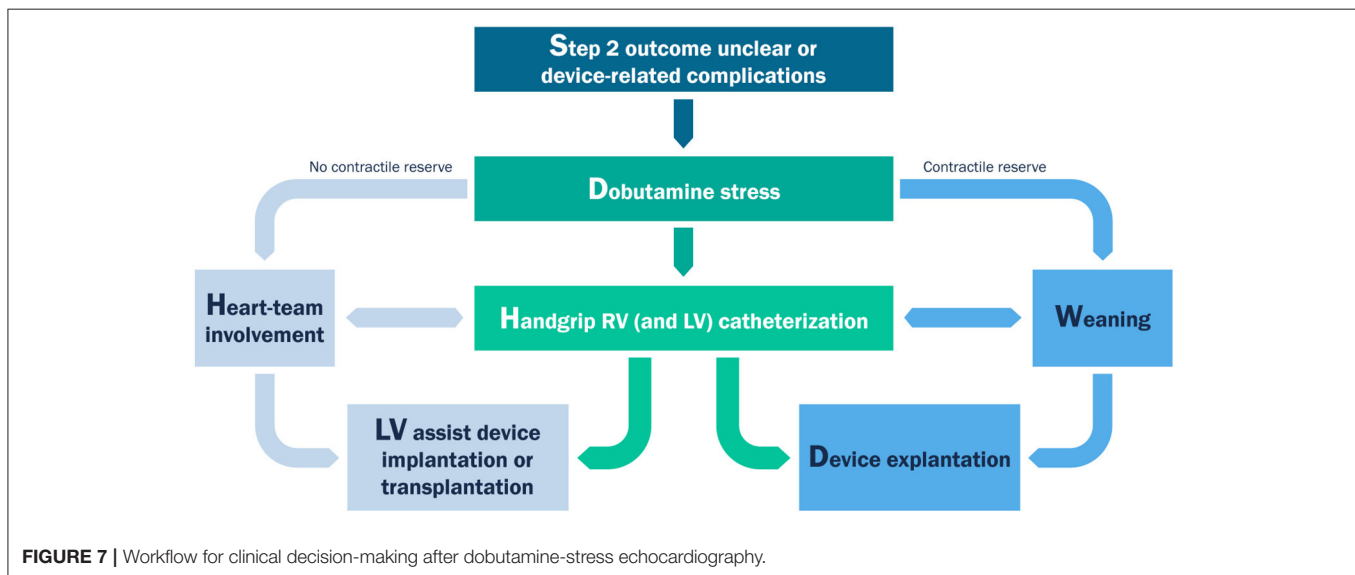 Step 2 outcome unclear or
device-related complications
No contractile reserve
Contractile reserve
Dobutamine stress
Heart-team
involvement
Handgrip RV (and LV) catheterization
Weaning
LV assist device
implantation or
transplantation
Device explantation
FIGURE 7 | Workflow for clinical decision-making after dobutamine-stress echocardiography.